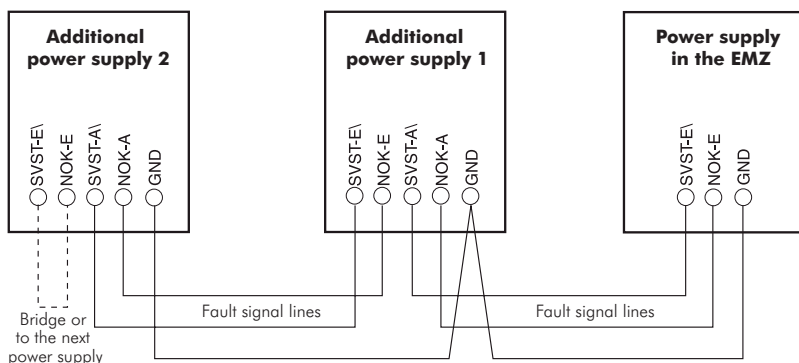 Additional
power supply 2
SVST-E\
NOK-E
SVST-A\
NOK-A
GND
Additional
power supply 1
SVST-E\
NOK-E
SVST-A\
NOK-A
GND
Power supply
in the EMZ
SVST-E\
NOK-E
GND
Fault signal lines
Fault signal lines
Bridge or
to the next
power supply